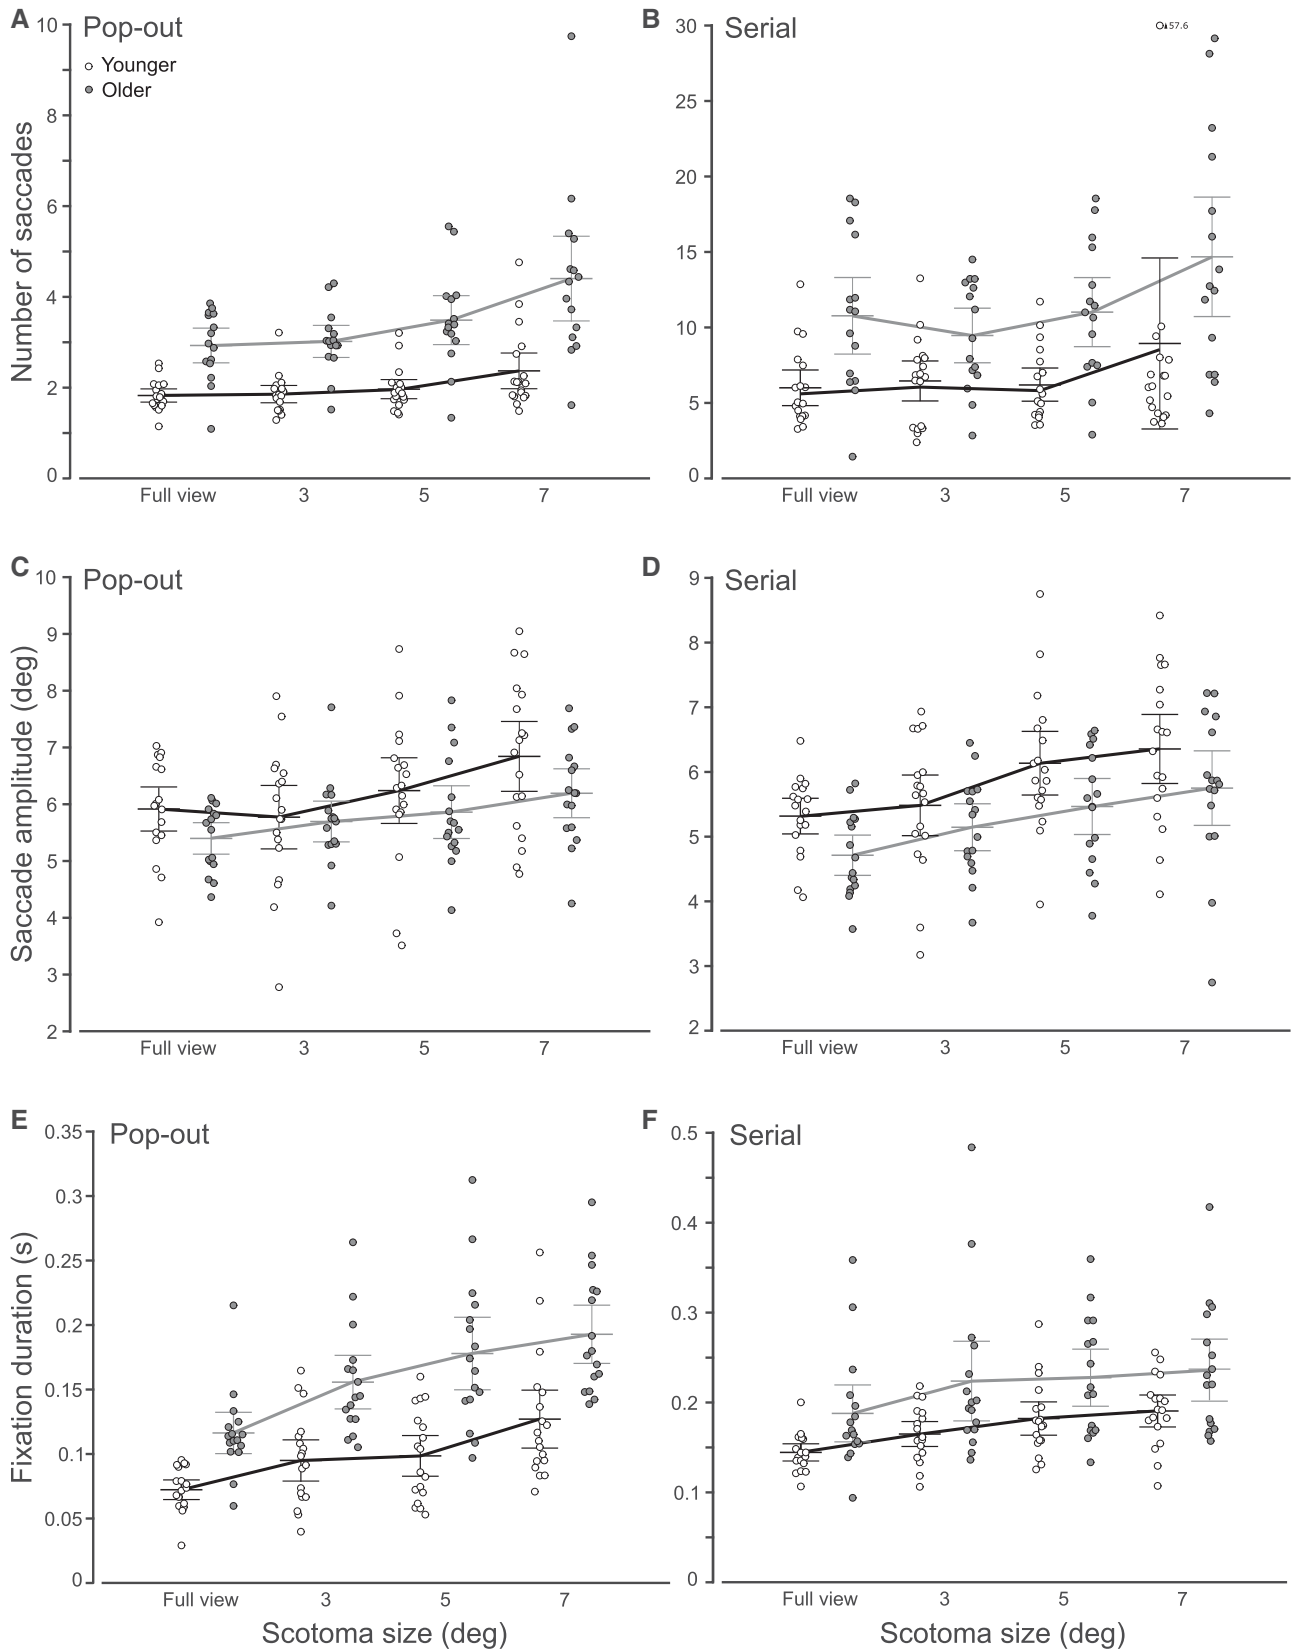 A
Pop-out
Younger
Older
Number of saccades
10
8
6
4
2
0
Full view
3
5
7
B
Serial
57.6
30
25
20
15
10
5
0
Full view
3
5
7
C
Pop-out
Saccade amplitude (deg)
10
9
8
7
6
5
4
3
2
Full view
3
5
7
D
Serial
9
8
7
6
5
4
3
2
Full view
3
5
7
E
Pop-out
Fixation duration (s)
0.35
0.3
0.25
0.2
0.15
0.1
0.05
0
Full view
3
5
7
Scotoma size (deg)
F
Serial
0.5
0.4
0.3
0.2
0.1
0
Full view
3
5
7
Scotoma size (deg)